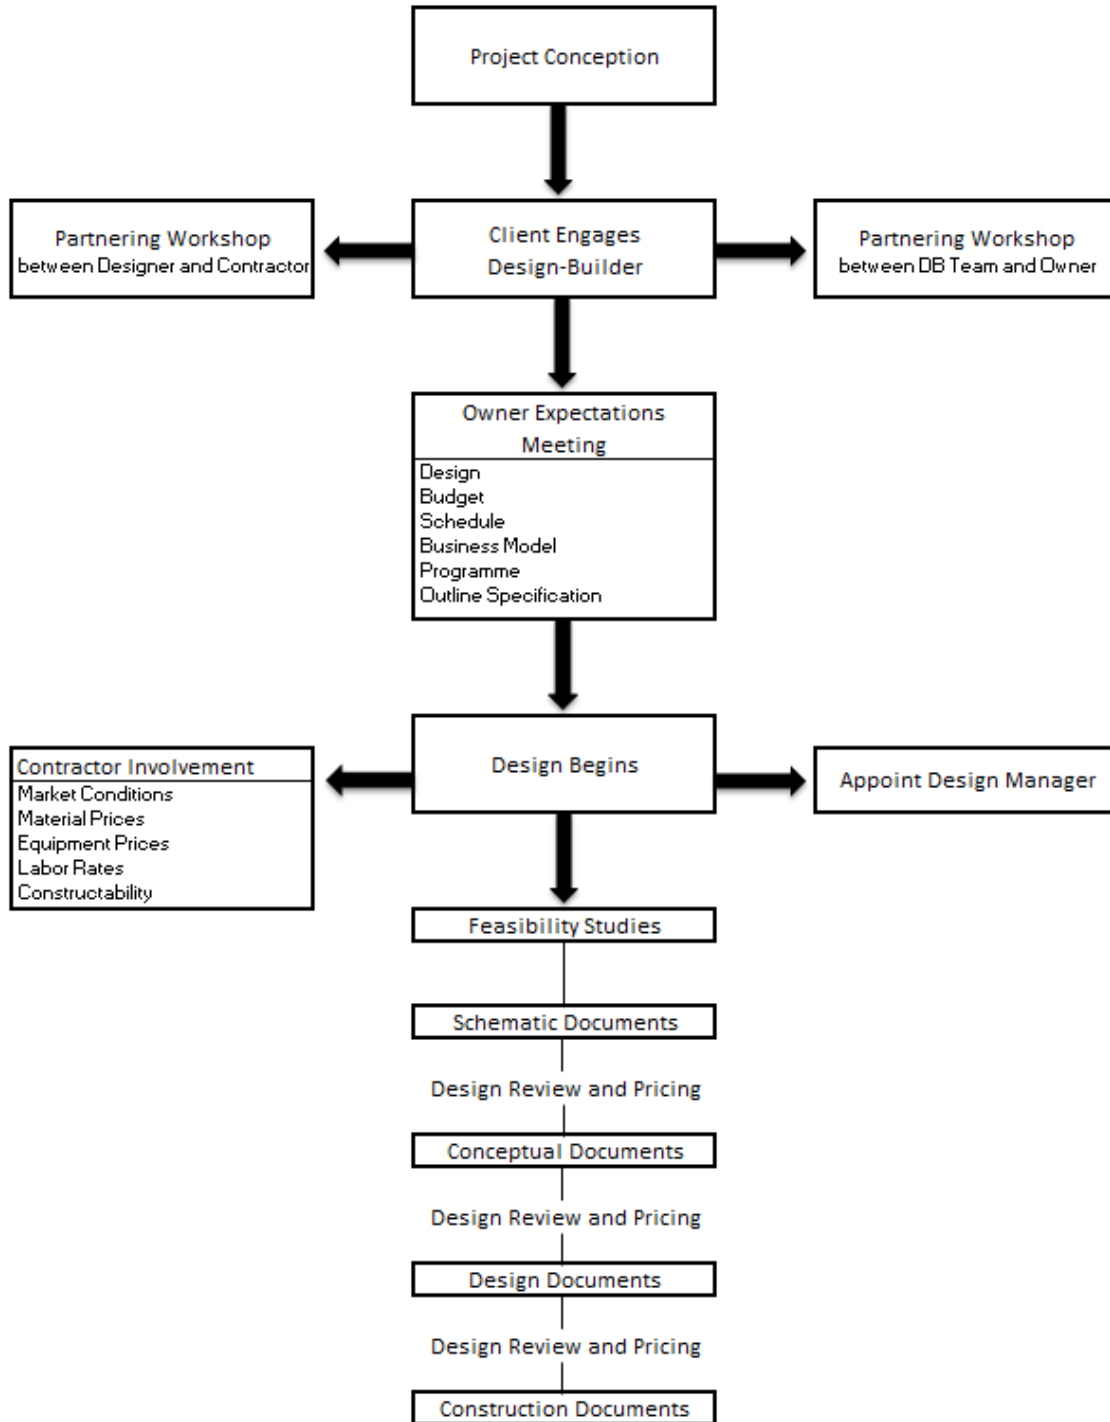 Project Conception
Partnering Workshop
between Designer and Contractor
Client Engages
Design-Builder
Partnering Workshop
between DB Team and Owner
Owner Expectations
Meeting
Design
Budget
Schedule
Business Model
Programme
Outline Specification
Design Begins
Contractor Involvement
Market Conditions
Material Prices
Equipment Prices
Labor Rates
Constructability
Appoint Design Manager
Feasibility Studies
Schematic Documents
Design Review and Pricing
Conceptual Documents
Design Review and Pricing
Design Documents
Design Review and Pricing
Construction Documents